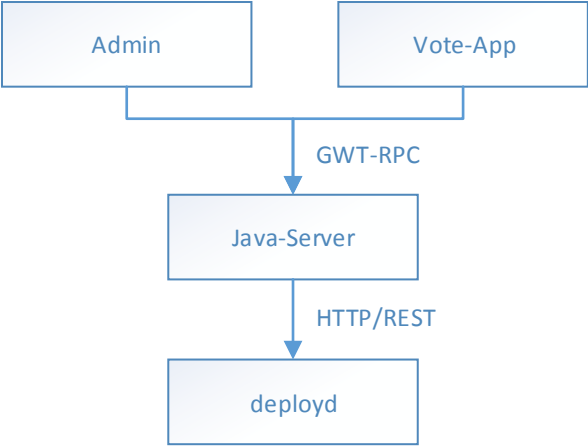 Admin
Vote-App
GWT-RPC
Java-Server
HTTP/REST
deployd